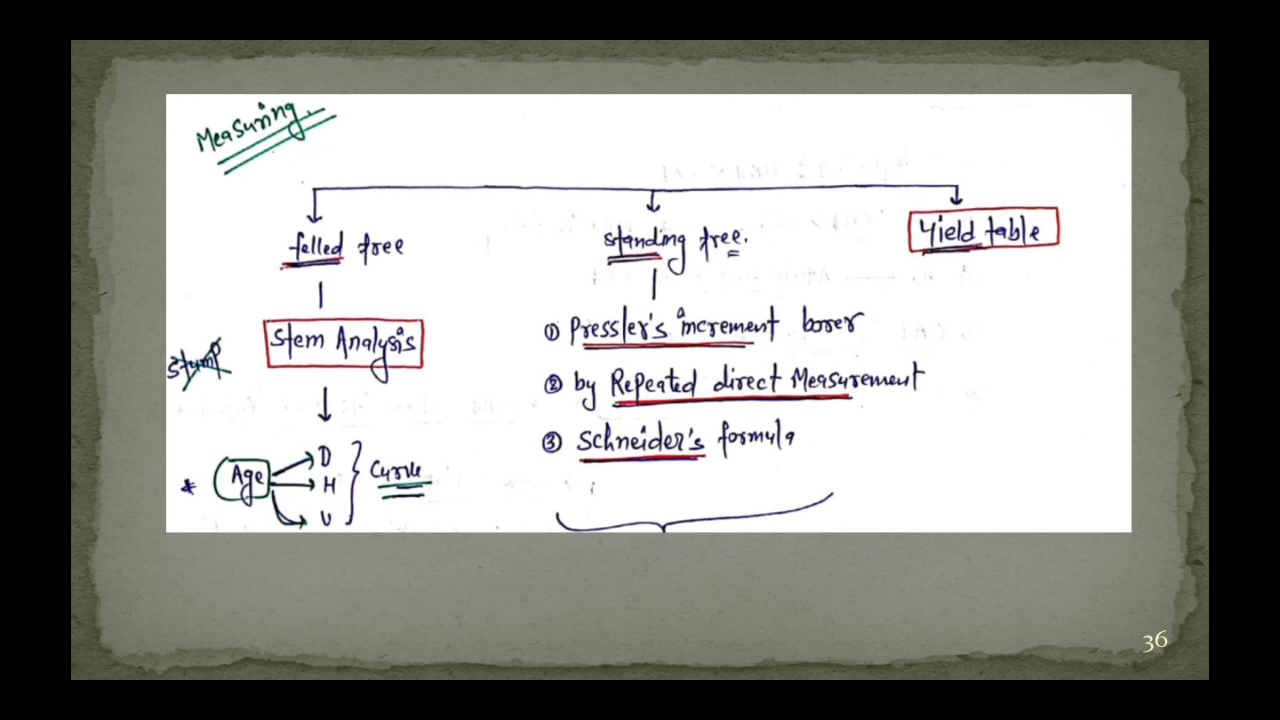 Measuring.
felled tree
standing tree.
Yield table
Stem Analysis
① Pressler's increment borer
Stump
② by Repeated direct Measurement
③ Schneider's formula
* Age
D
H
V
Curve
36